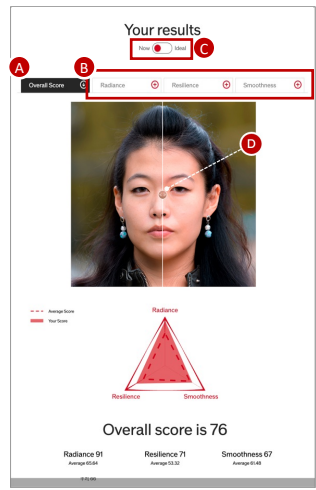 Your results
Now Ideal
C
A
B
Overall Score
Radiance
Resilience
Smoothness
D
Average Score
Your Score
Radiance
Resilience
Smoothness
Overall score is 76
Radiance 91
Resilience 71
Smoothness 67
Average 65.64
Average 53.32
Average 61.48